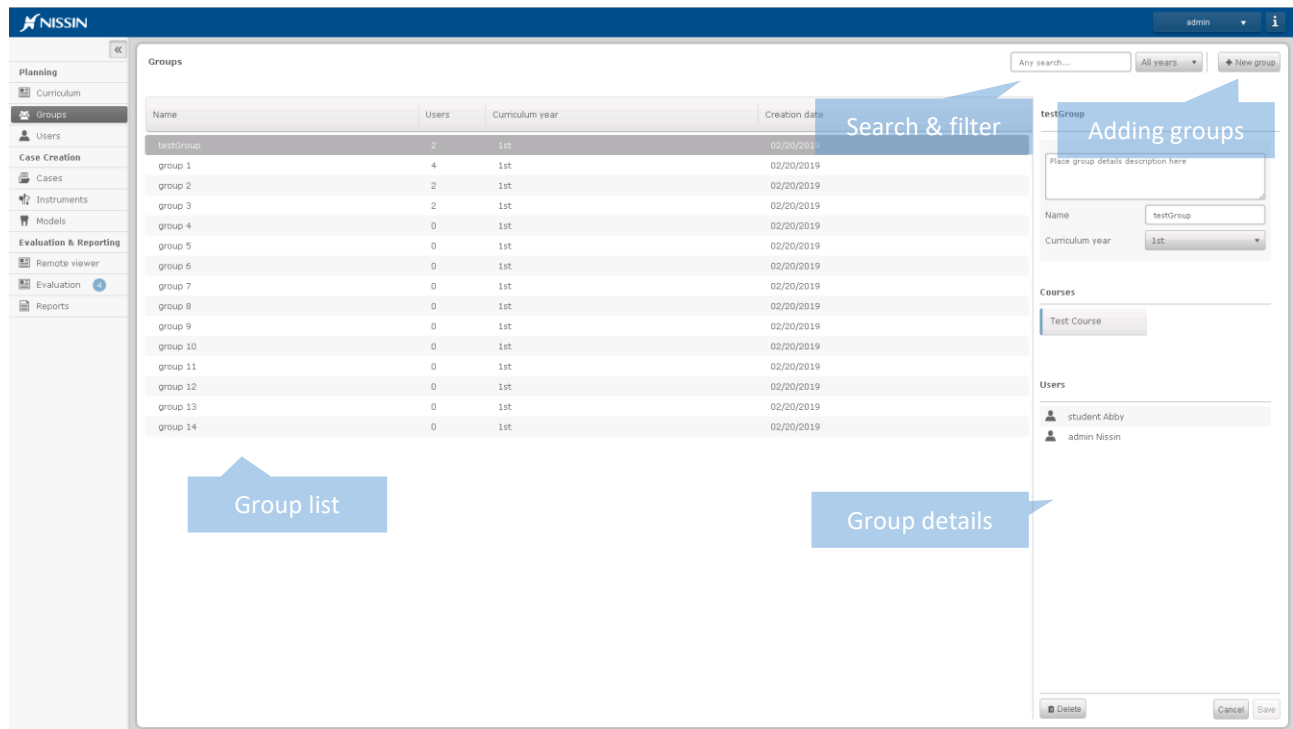 NISSIN
admin
i
«
Planning
Curriculum
Groups
Users
Case Creation
Cases
Instruments
Models
Evaluation & Reporting
Remote viewer
Evaluation 4
Reports
Groups
Any search...
All years
+ New group
Search & filter
Adding groups
Name Users Curriculum year Creation date
testGroup 2 1st 02/20/2019
group 1 4 1st 02/20/2019
group 2 2 1st 02/20/2019
group 3 2 1st 02/20/2019
group 4 0 1st 02/20/2019
group 5 0 1st 02/20/2019
group 6 0 1st 02/20/2019
group 7 0 1st 02/20/2019
group 8 0 1st 02/20/2019
group 9 0 1st 02/20/2019
group 10 0 1st 02/20/2019
group 11 0 1st 02/20/2019
group 12 0 1st 02/20/2019
group 13 0 1st 02/20/2019
group 14 0 1st 02/20/2019
Group list
testGroup
Place group details description here
Name testGroup
Curriculum year 1st
Courses
Test Course
Users
student Abby
admin Nissin
Group details
Delete
Cancel Save